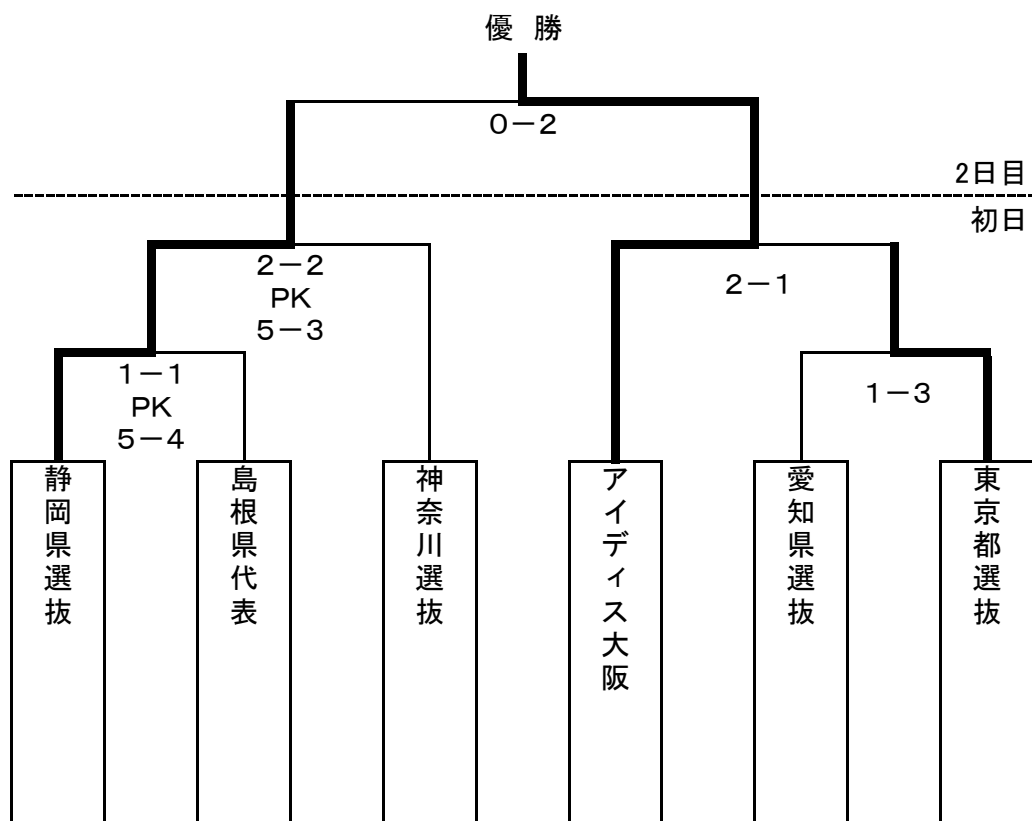 優 勝
0－2
2日目
初日
2－2
PK
5－3
2－1
1－1
PK
5－4
1－3
静岡県選抜
島根県代表
神奈川選抜
アイディス大阪
愛知県選抜
東京都選抜